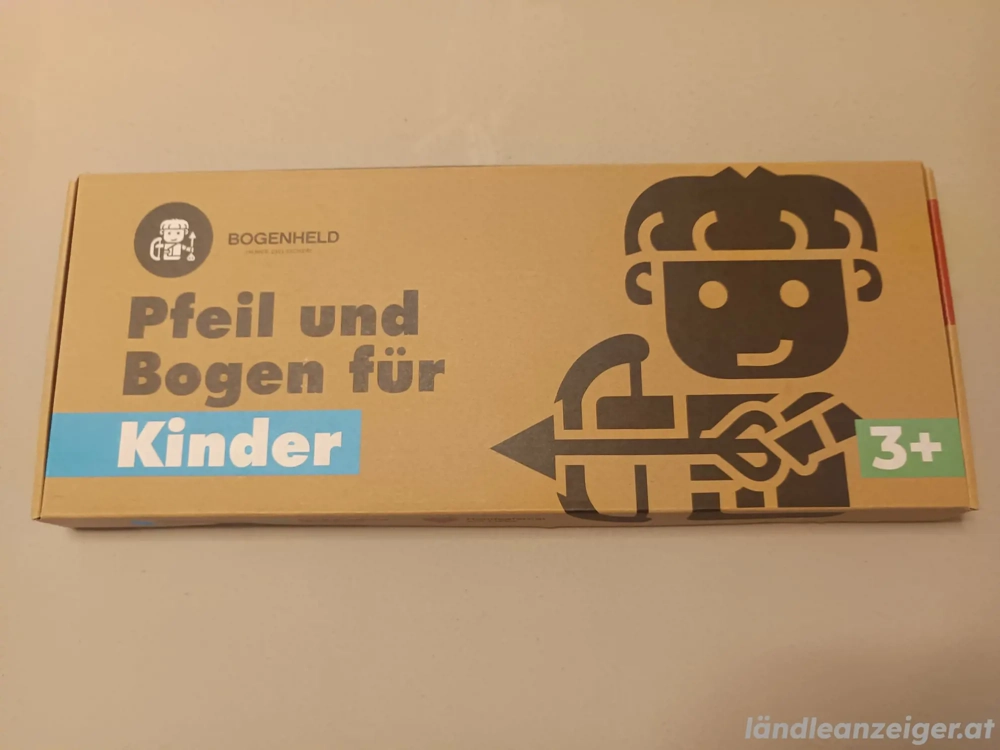 BOGENHELD
Pfeil und
Bogen für
Kinder
3+
ländleanzeiger.at